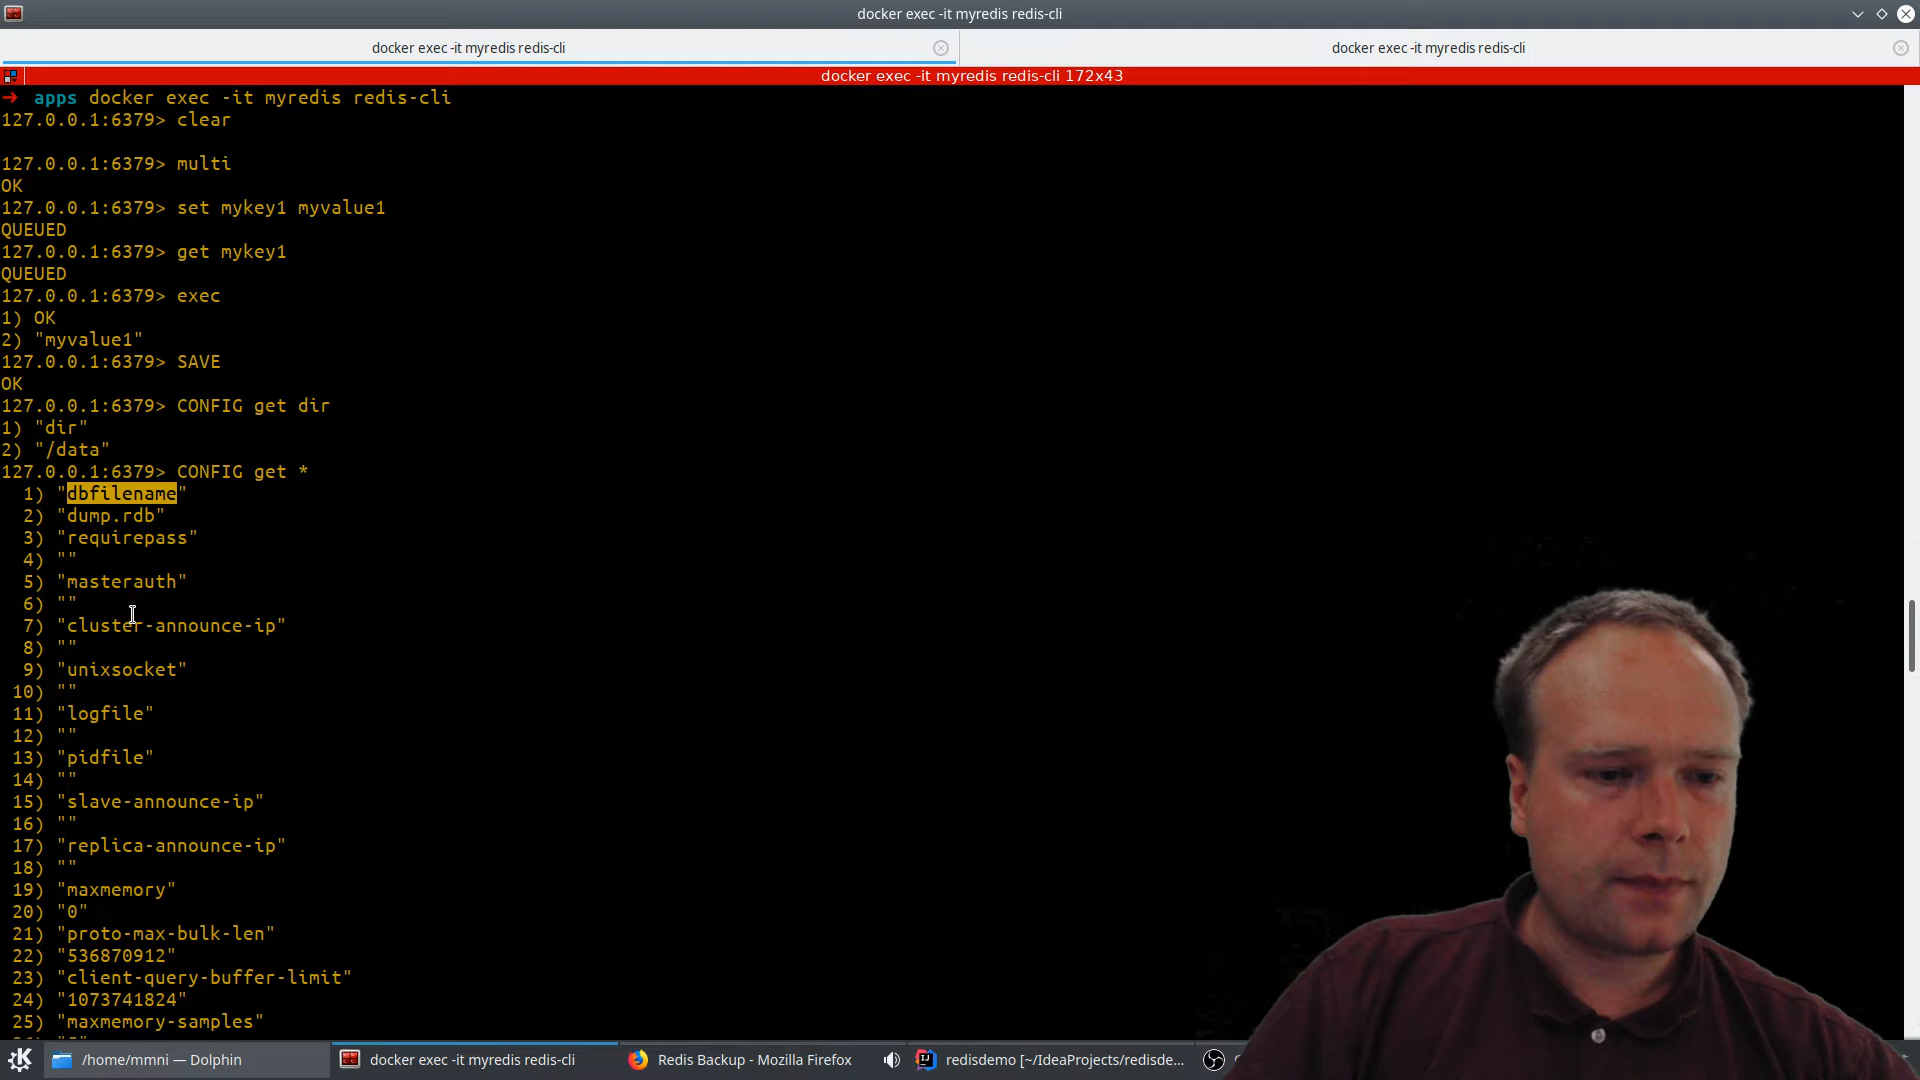 docker exec -it myredis redis-cli
docker exec -it myredis redis-cli
docker exec -it myredis redis-cli
docker exec -it myredis redis-cli 172x43
→ apps docker exec -it myredis redis-cli
127.0.0.1:6379> clear
127.0.0.1:6379> multi
OK
127.0.0.1:6379> set mykey1 myvalue1
QUEUED
127.0.0.1:6379> get mykey1
QUEUED
127.0.0.1:6379> exec
1) OK
2) "myvalue1"
127.0.0.1:6379> SAVE
OK
127.0.0.1:6379> CONFIG get dir
1) "dir"
2) "/data"
127.0.0.1:6379> CONFIG get *
1) "dbfilename"
2) "dump.rdb"
3) "requirepass"
4) ""
5) "masterauth"
6) ""
7) "cluster-announce-ip"
8) ""
9) "unixsocket"
10) ""
11) "logfile"
12) ""
13) "pidfile"
14) ""
15) "slave-announce-ip"
16) ""
17) "replica-announce-ip"
18) ""
19) "maxmemory"
20) "0"
21) "proto-max-bulk-len"
22) "536870912"
23) "client-query-buffer-limit"
24) "1073741824"
25) "maxmemory-samples"
/home/mmni — Dolphin
docker exec -it myredis redis-cli
Redis Backup - Mozilla Firefox
redisdemo [~/IdeaProjects/redisde...